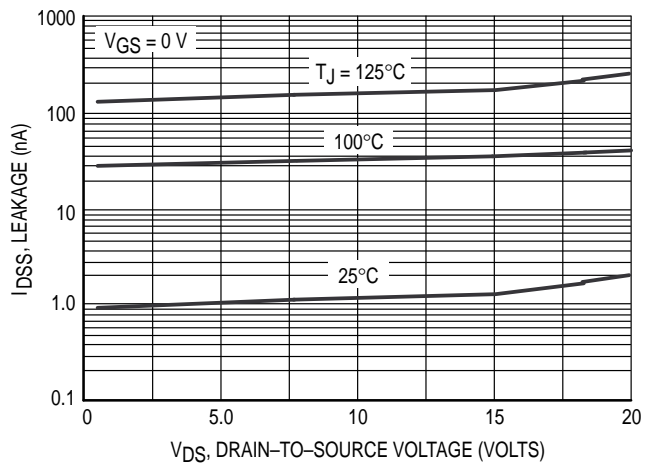 1000
V_GS = 0 V
T_J = 125°C
100
100°C
10
25°C
1.0
0.1
0
5.0
10
15
20
I_DSS, LEAKAGE (nA)
V_DS, DRAIN–TO–SOURCE VOLTAGE (VOLTS)